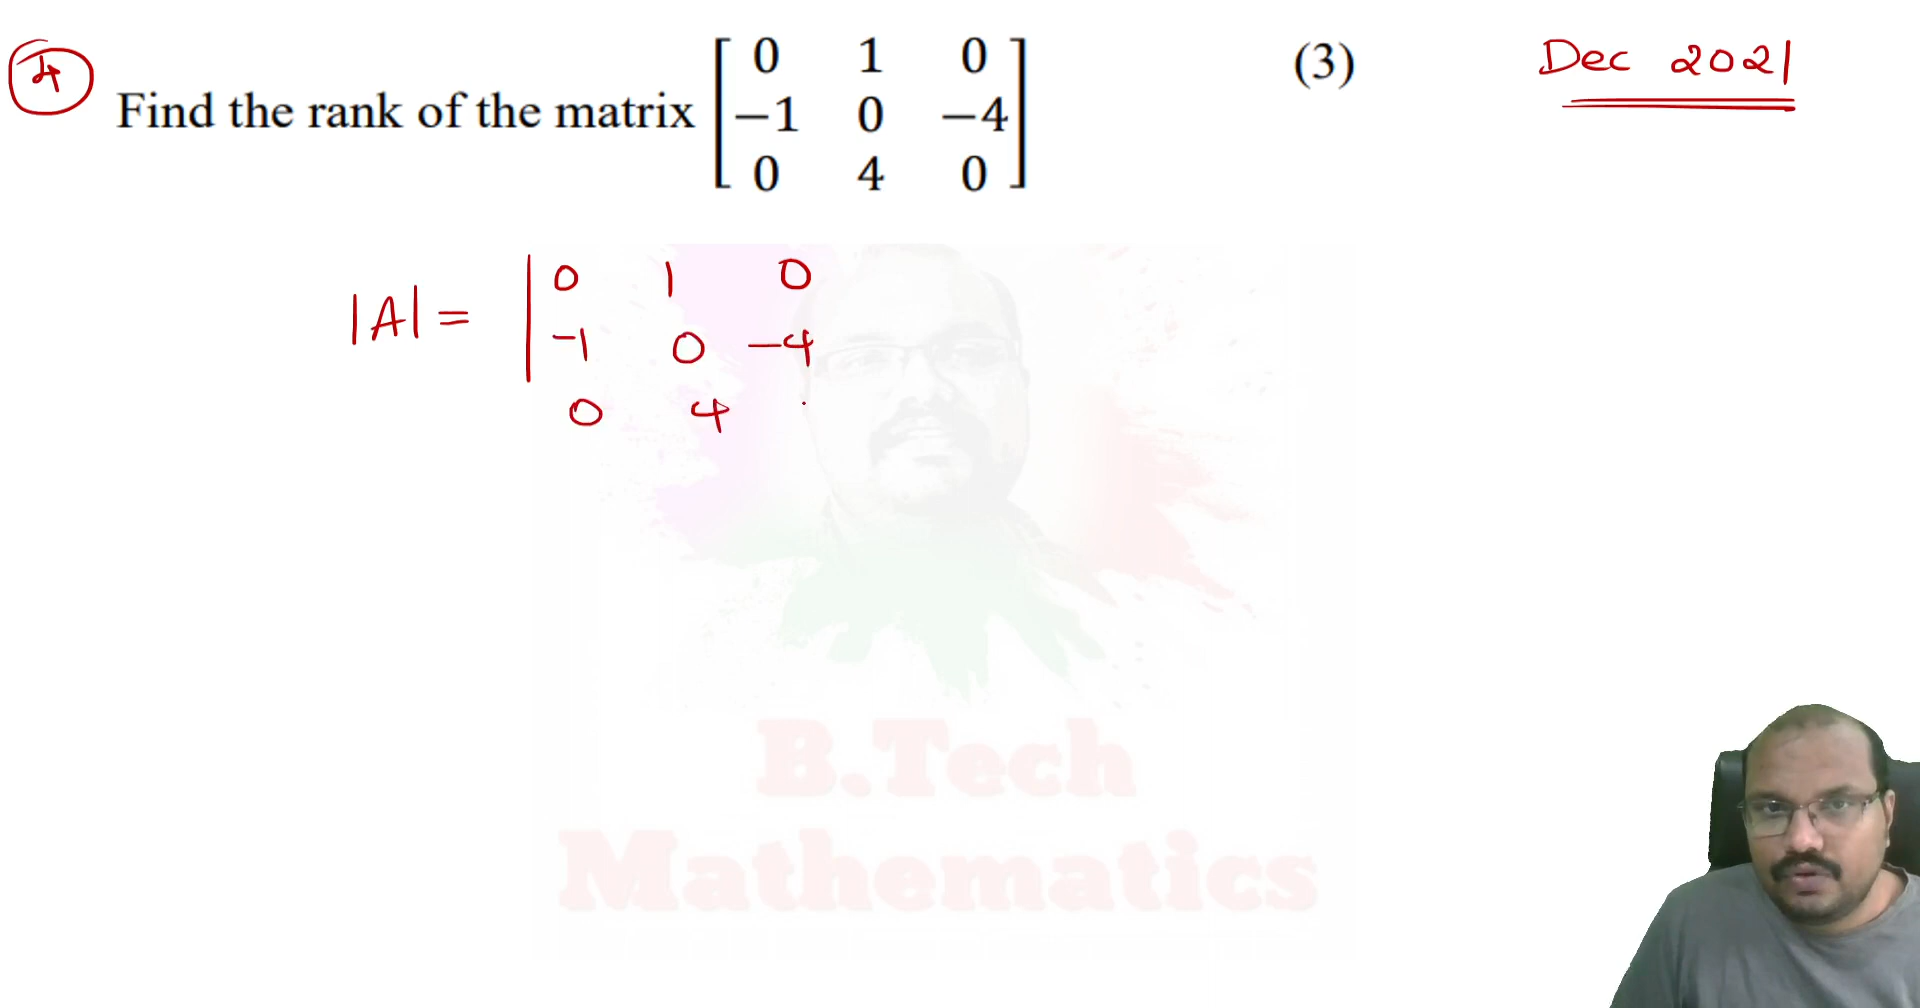 4
Find the rank of the matrix [ 0 1 0
-1 0 -4
0 4 0 ] (3)
Dec 2021
|A| = | 0 1 0
-1 0 -4
0 4
B.Tech
Mathematics